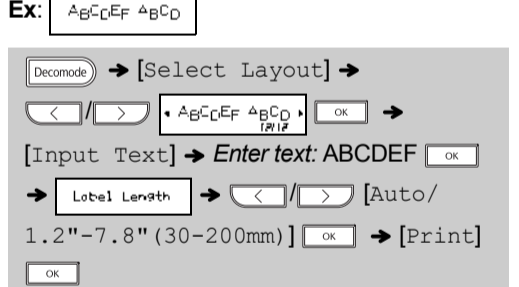 Ex: ABCDEF ABCD
Decomode → [Select Layout] →
< / > ABCDEF ABCD 12/12 OK →
[Input Text] → Enter text: ABCDEF OK
→ Label Length → < / > [Auto/
1.2"-7.8"(30-200mm)] OK → [Print]
OK